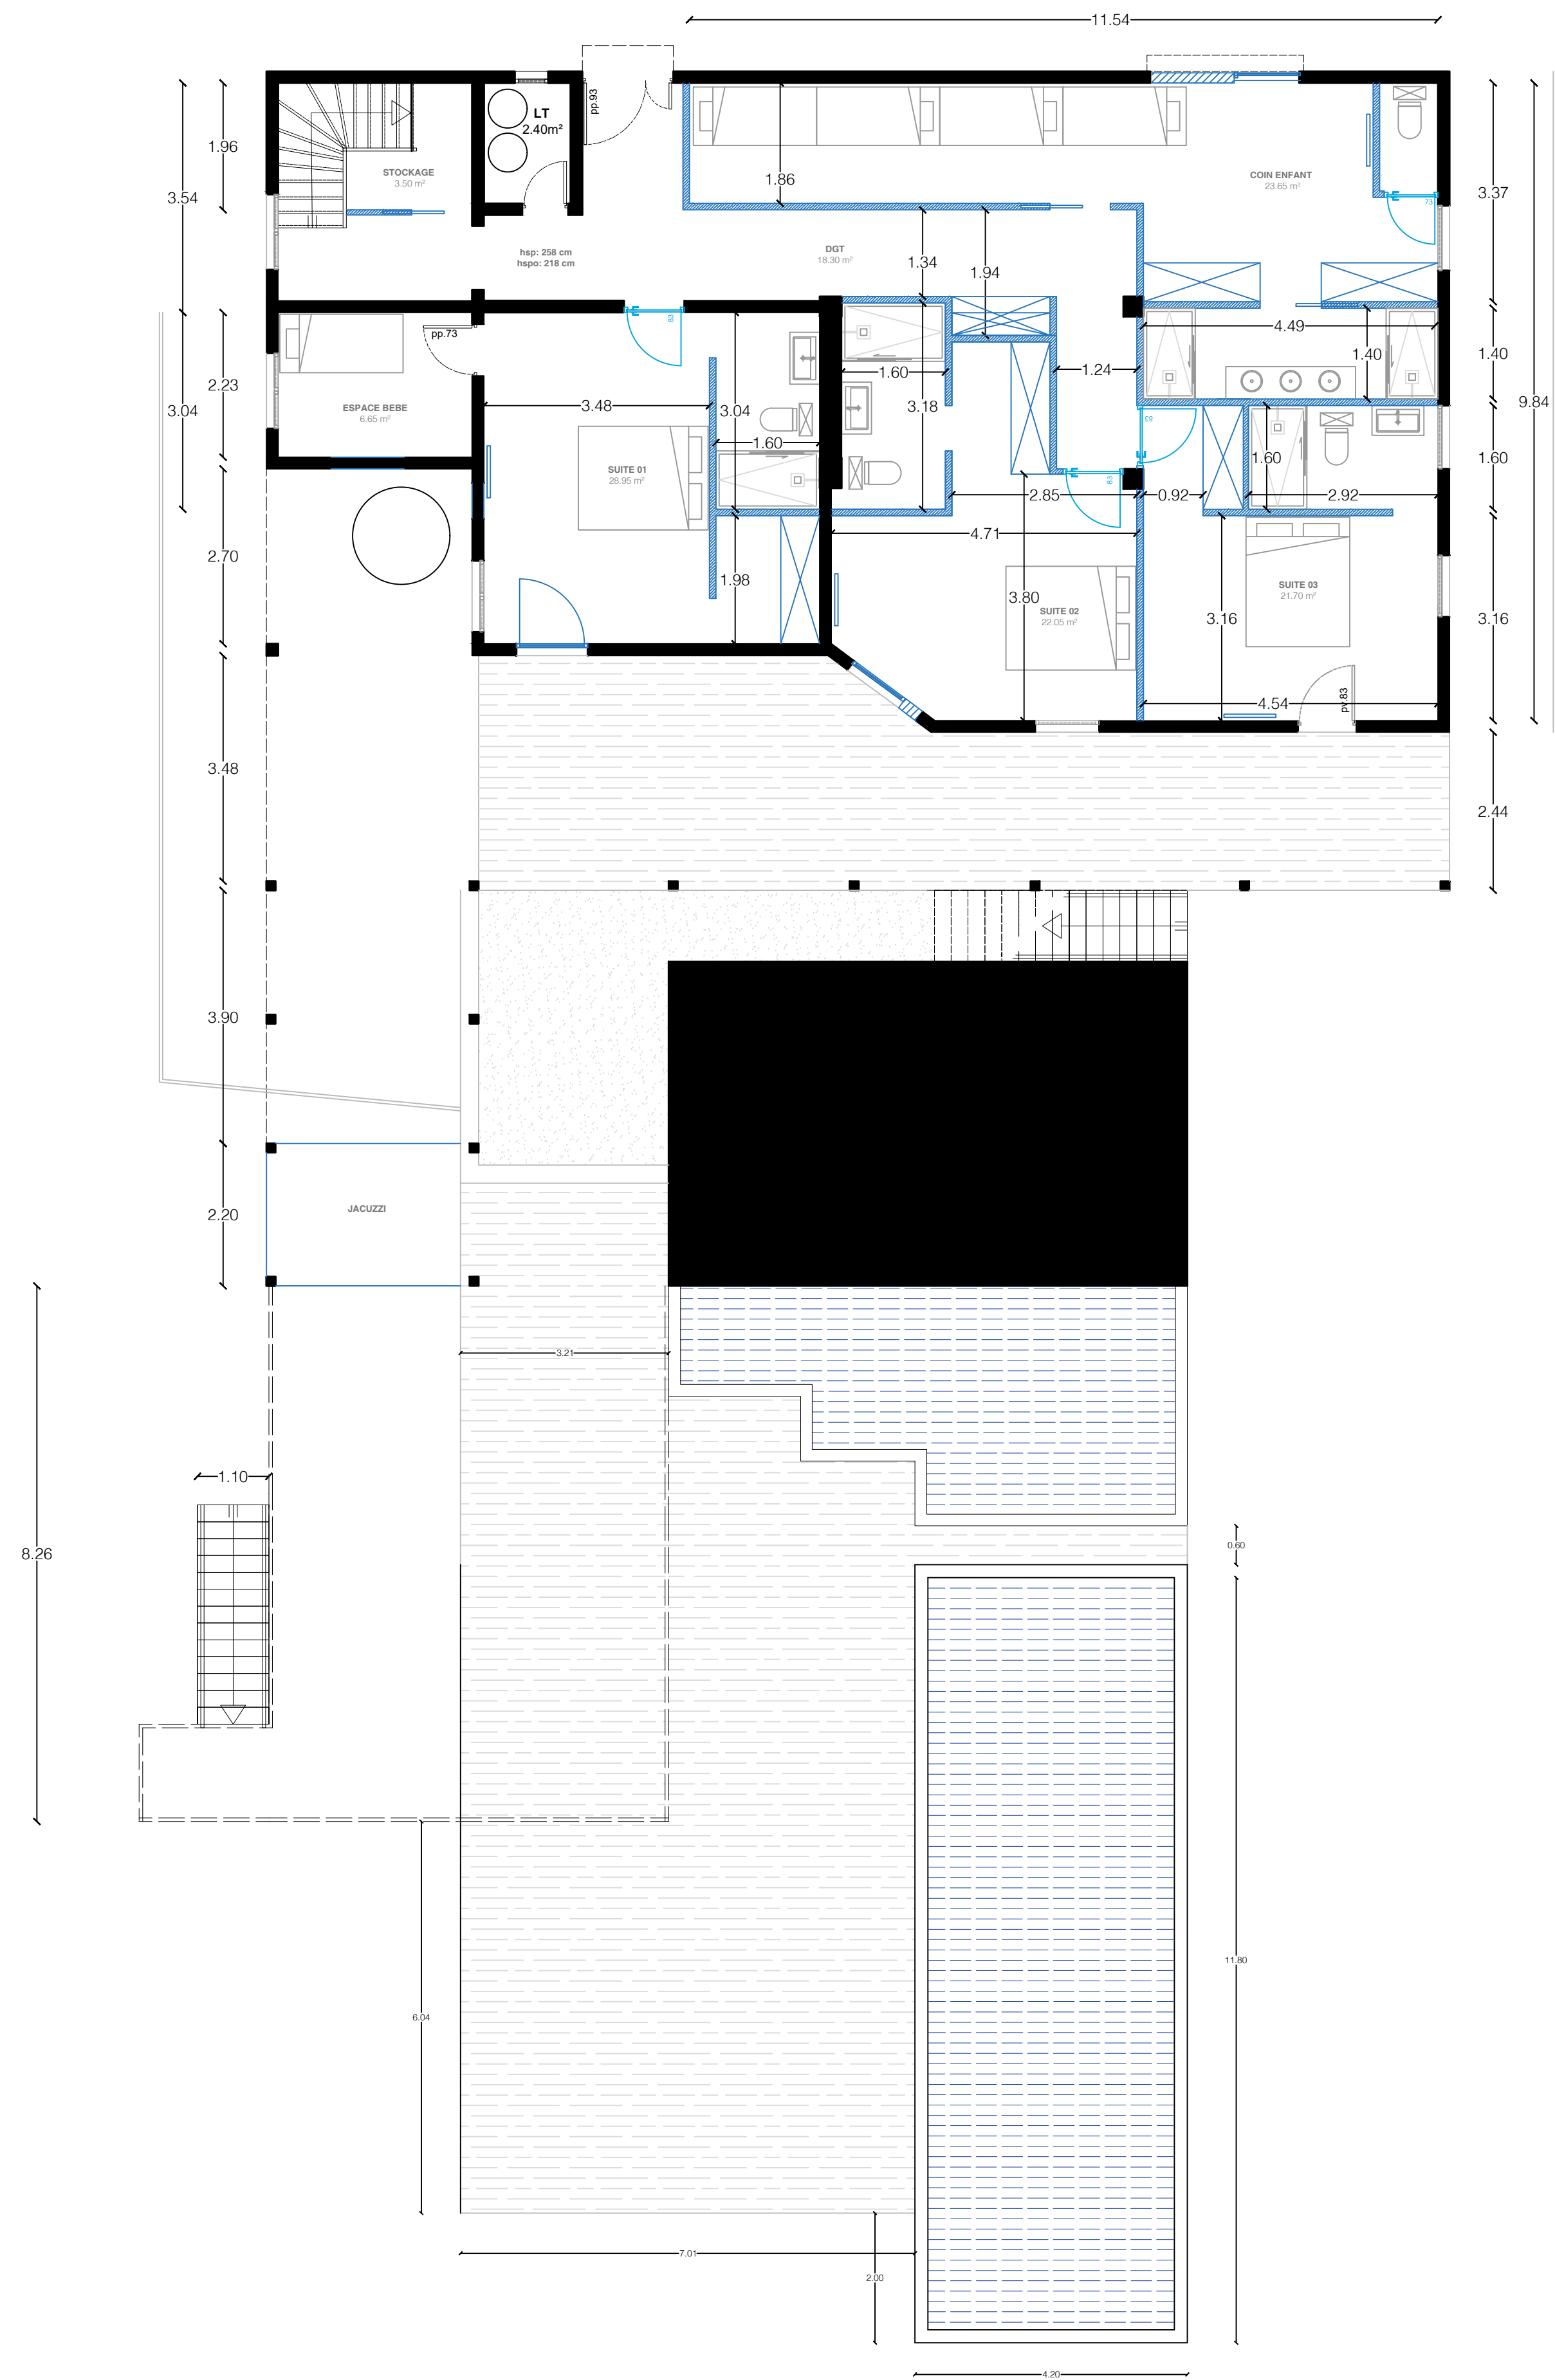 11.54
pp.93
LT
2.40m²
1.96
3.54
STOCKAGE
3.50 m²
1.86
COIN ENFANT
23.65 m²
3.37
73
hsp: 258 cm
hspo: 218 cm
DGT
18.30 m²
1.34
1.94
83
pp.73
4.49
1.40
1.40
1.60
1.24
2.23
3.04
ESPACE BEBE
6.65 m²
3.48
3.04
3.18
9.84
83
1.60
1.60
1.60
SUITE 01
28.95 m²
83
2.85
0.92
2.92
4.71
2.70
1.98
3.80
SUITE 02
22.05 m²
SUITE 03
21.70 m²
3.16
3.16
pv.83
4.54
3.48
2.44
3.90
2.20
JACUZZI
3.21
1.10
8.26
0.60
11.80
6.04
7.01
2.00
4.20